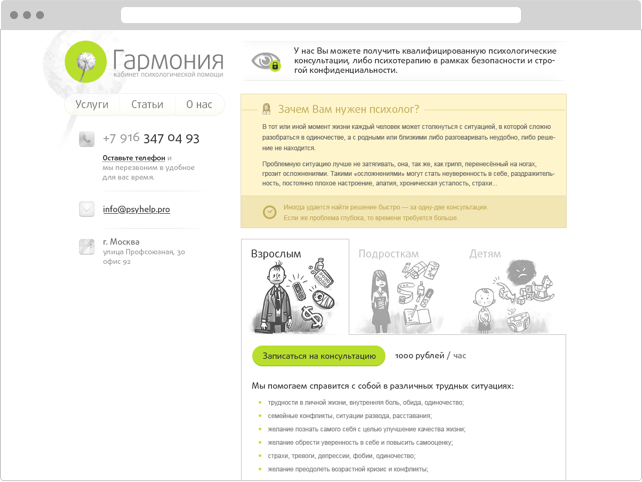 Гармония
кабинет психологической помощи
Услуги
Статьи
О нас
+7 916 347 04 93
Оставьте телефон и
мы перезвоним в удобное
для вас время.
info@psyhelp.pro
г. Москва
улица Профсоюзная, 30
офис 92
У нас Вы можете получить квалифицированную психологические
консультации, либо психотерапию в рамках безопасности и стро-
гой конфиденциальности.
Зачем Вам нужен психолог?
В тот или иной момент жизни каждый человек может столкнуться с ситуацией, в которой сложно
разобраться в одиночестве, а с родными или близкими либо разговаривать неудобно, либо реше-
ние не находится.
Проблемную ситуацию лучше не затягивать, она, так же, как грипп, перенесённый на ногах,
грозит осложнениями. Такими «осложнениями» могут стать неуверенность в себе, раздражитель-
ность, постоянно плохое настроение, апатия, хроническая усталость, страхи...
Иногда удается найти решение быстро — за одну-две консультации.
Если же проблема глубока, то времени требуется больше.
Взрослым
Подросткам
Детям
Записаться на консультацию
1000 рублей / час
Мы помогаем справится с собой в различных трудных ситуациях:
трудности в личной жизни, внутренняя боль, обида, одиночество;
семейные конфликты, ситуации развода, расставания;
желание познать самого себя с целью улучшение качества жизни;
желание обрести уверенность в себе и повысить самооценку;
страхи, тревоги, депрессии, фобии, одиночество;
желание преодолеть возрастной кризис и конфликты;